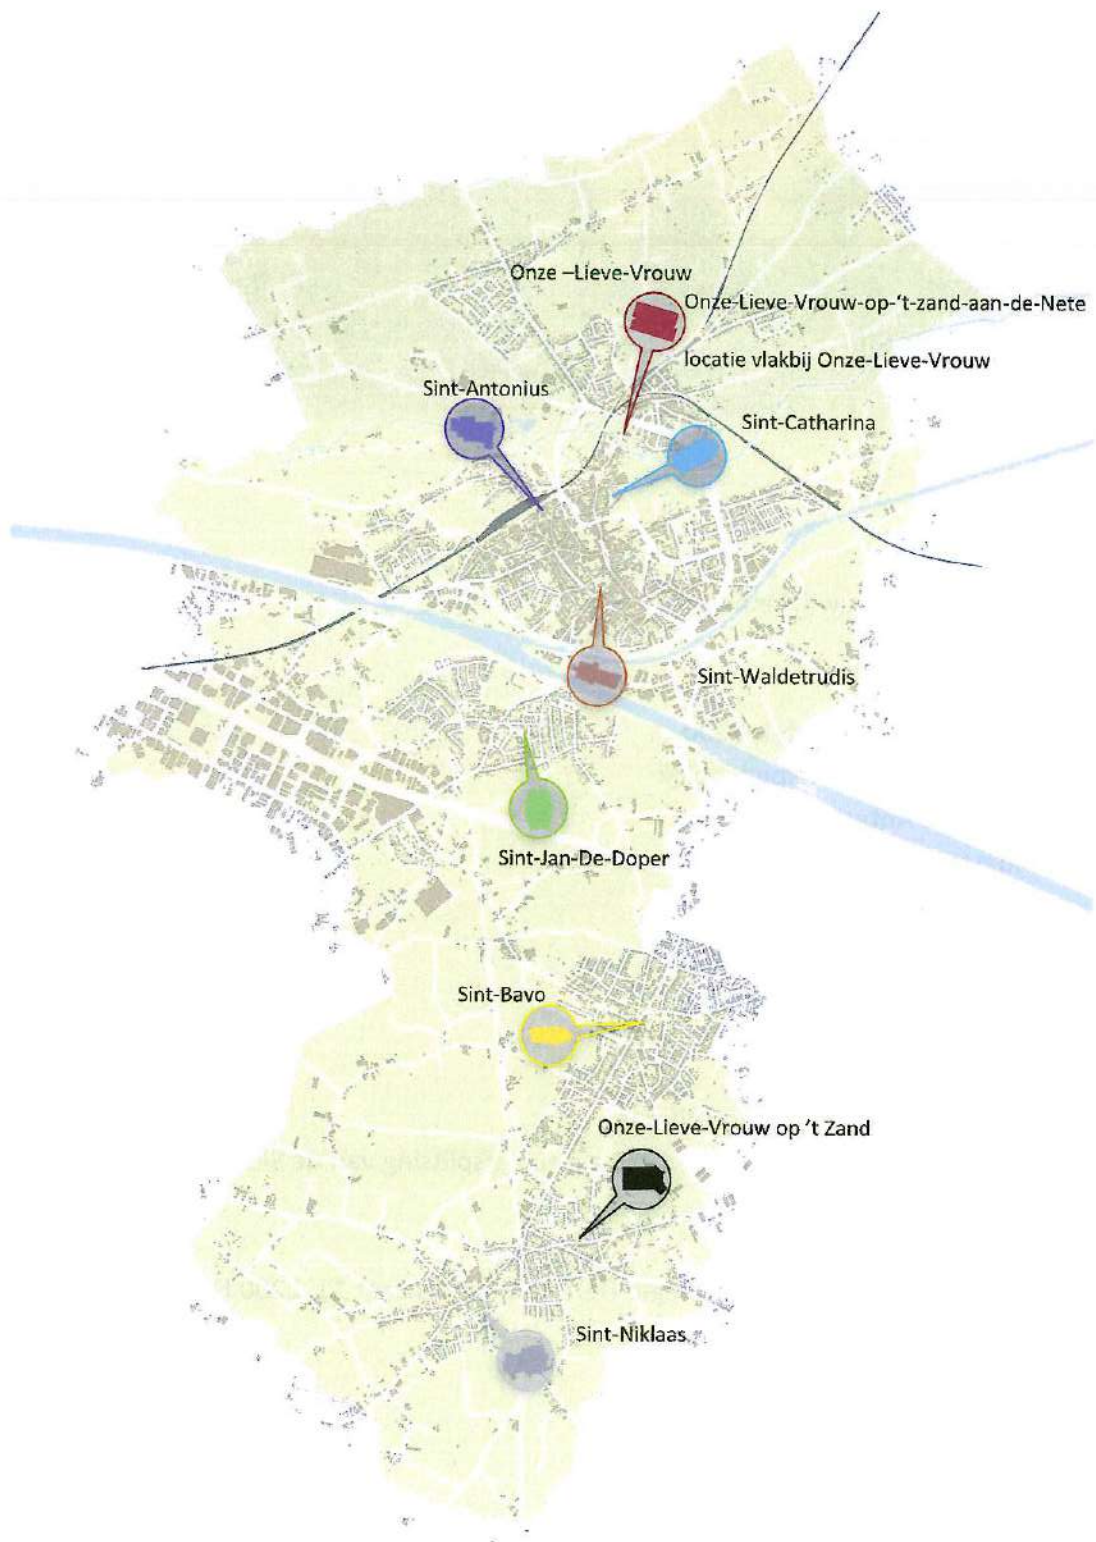 Onze –Lieve-Vrouw
Onze-Lieve-Vrouw-op-'t-zand-aan-de-Nete
locatie vlakbij Onze-Lieve-Vrouw
Sint-Antonius
Sint-Catharina
Sint-Waldetrudis
Sint-Jan-De-Doper
Sint-Bavo
Onze-Lieve-Vrouw op 't Zand
Sint-Niklaas